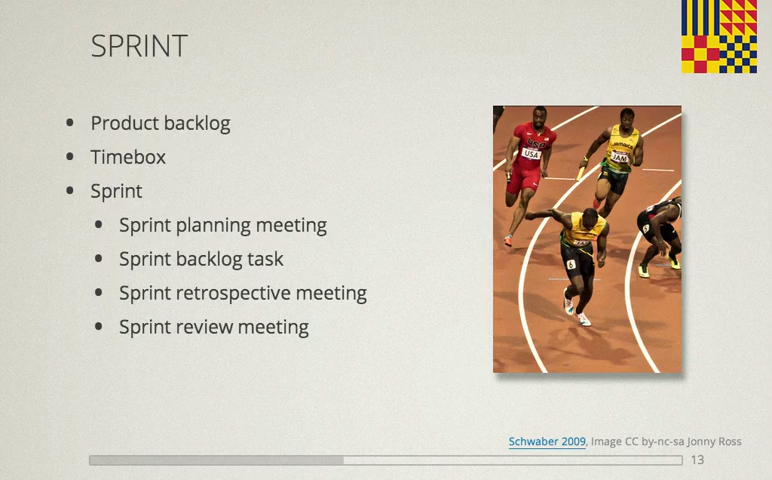 SPRINT
Product backlog
Timebox
Sprint
Sprint planning meeting
Sprint backlog task
Sprint retrospective meeting
Sprint review meeting
USA
Jamaica
JAM
Schwaber 2009, Image CC by-nc-sa Jonny Ross
13